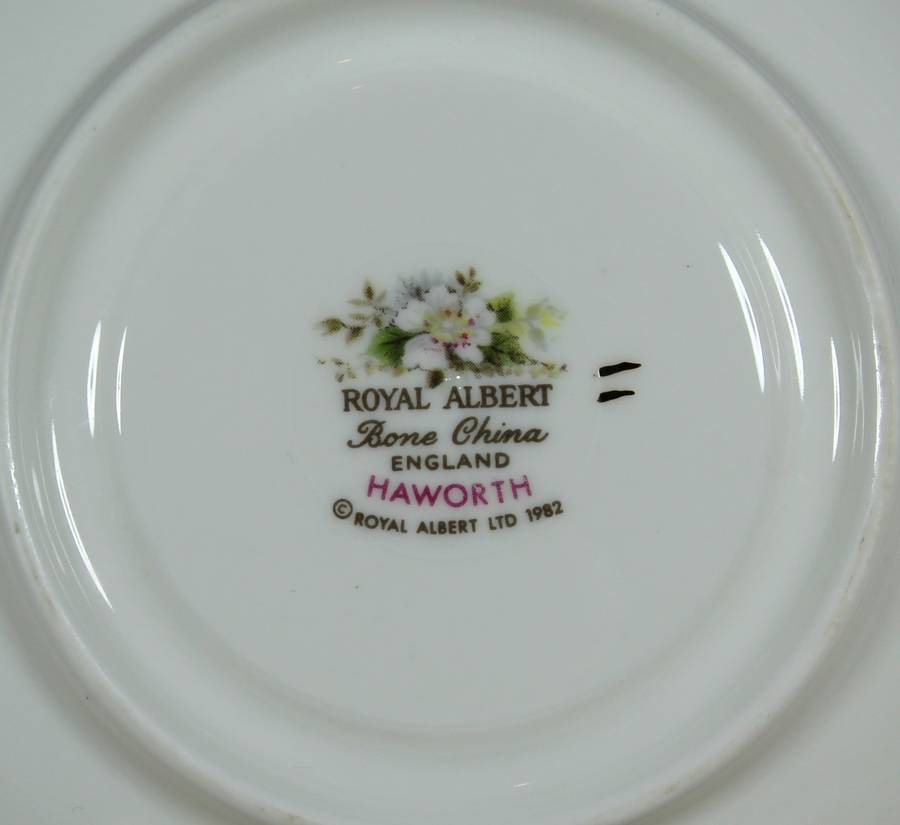 ROYAL ALBERT
Bone China
ENGLAND
HAWORTH
© ROYAL ALBERT LTD 1982